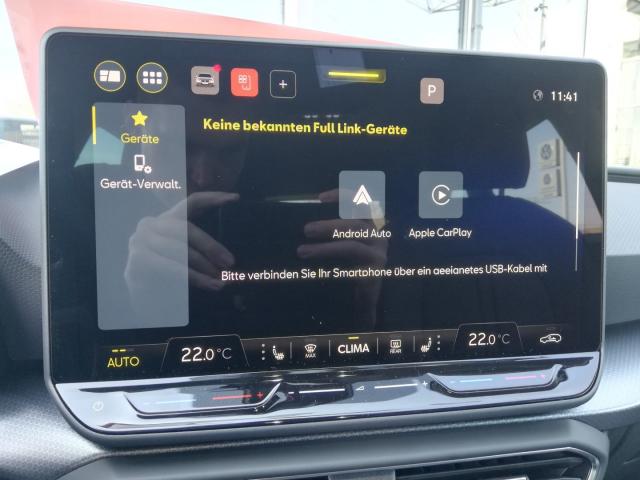 P
11:41
Geräte
Gerät-Verwalt.
Keine bekannten Full Link-Geräte
Android Auto
Apple CarPlay
Bitte verbinden Sie Ihr Smartphone über ein geeignetes USB-Kabel mit
AUTO
22.0°C
MAX
CLIMA
REAR
22.0°C